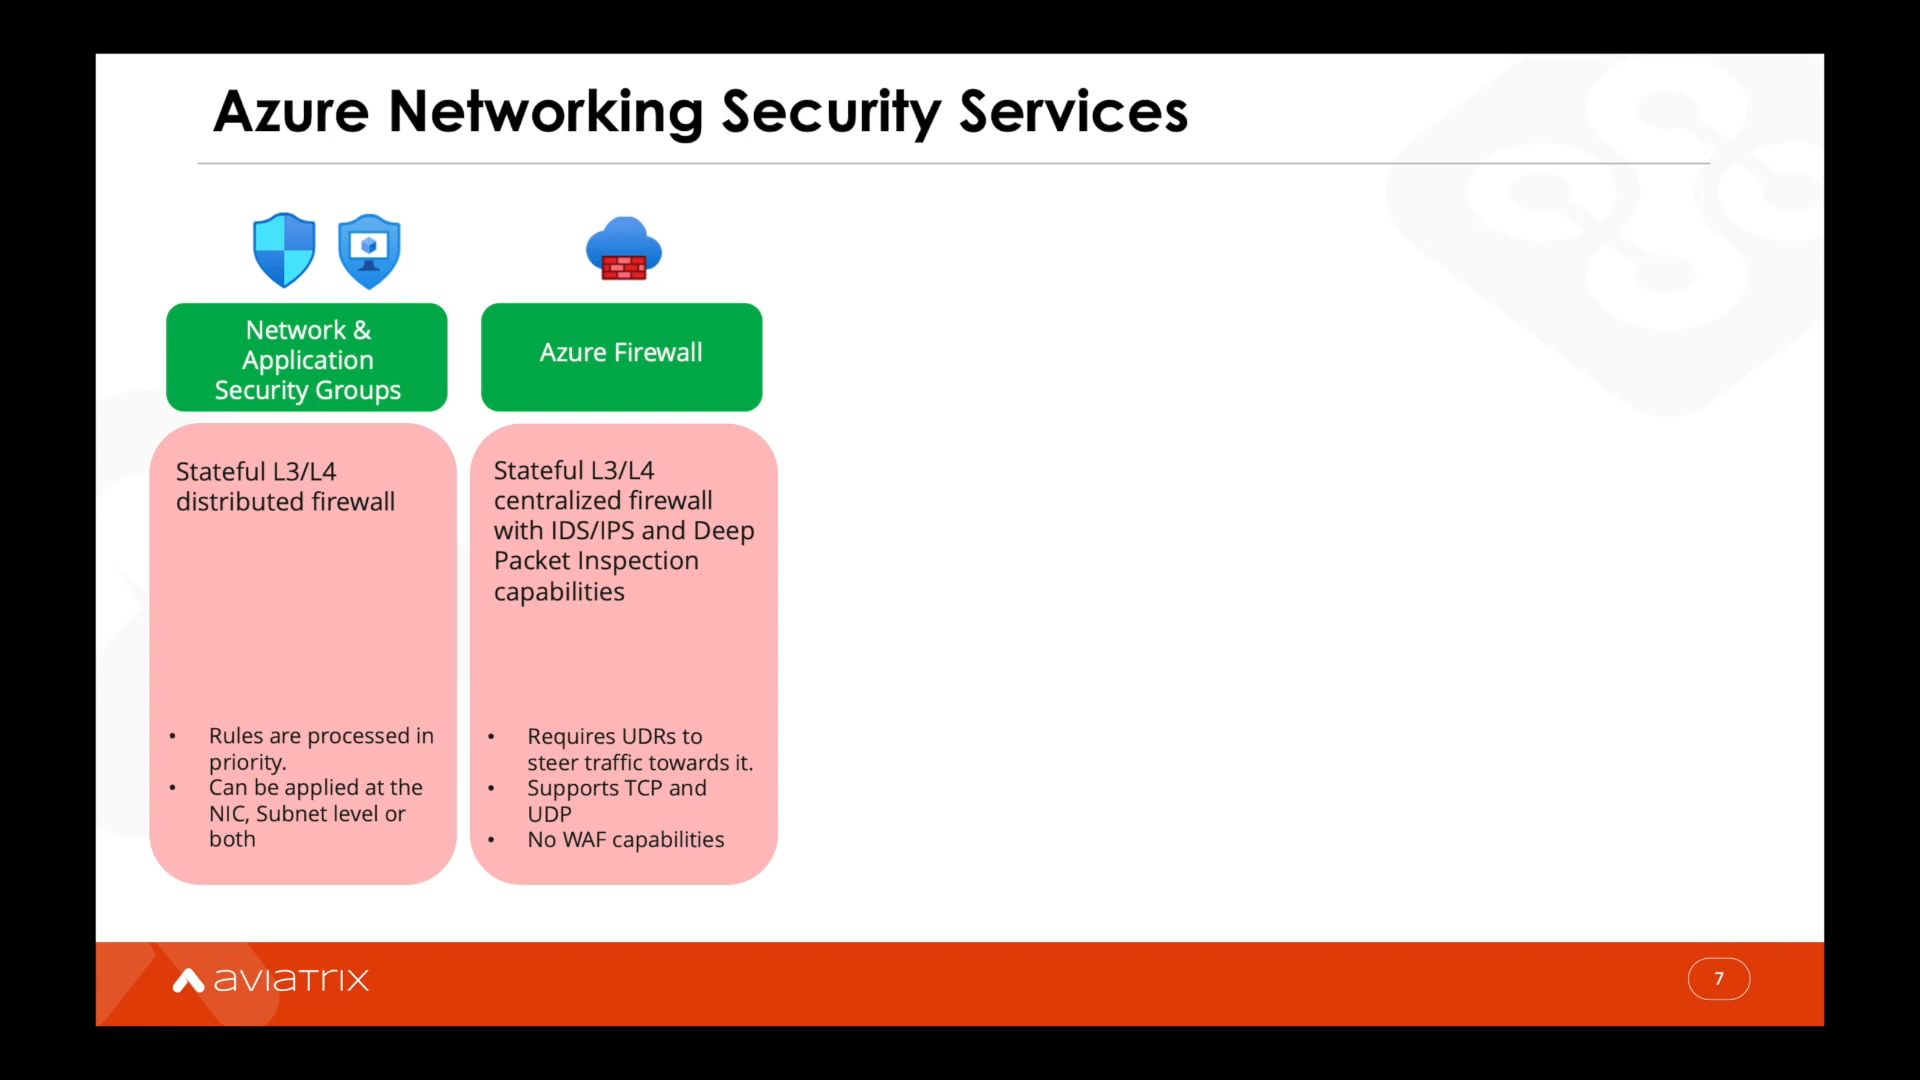 Azure Networking Security Services
Network &
Application
Security Groups
Azure Firewall
Stateful L3/L4
distributed firewall
• Rules are processed in
priority.
• Can be applied at the
NIC, Subnet level or
both
Stateful L3/L4
centralized firewall
with IDS/IPS and Deep
Packet Inspection
capabilities
• Requires UDRs to
steer traffic towards it.
• Supports TCP and
UDP
• No WAF capabilities
aviatrix
7